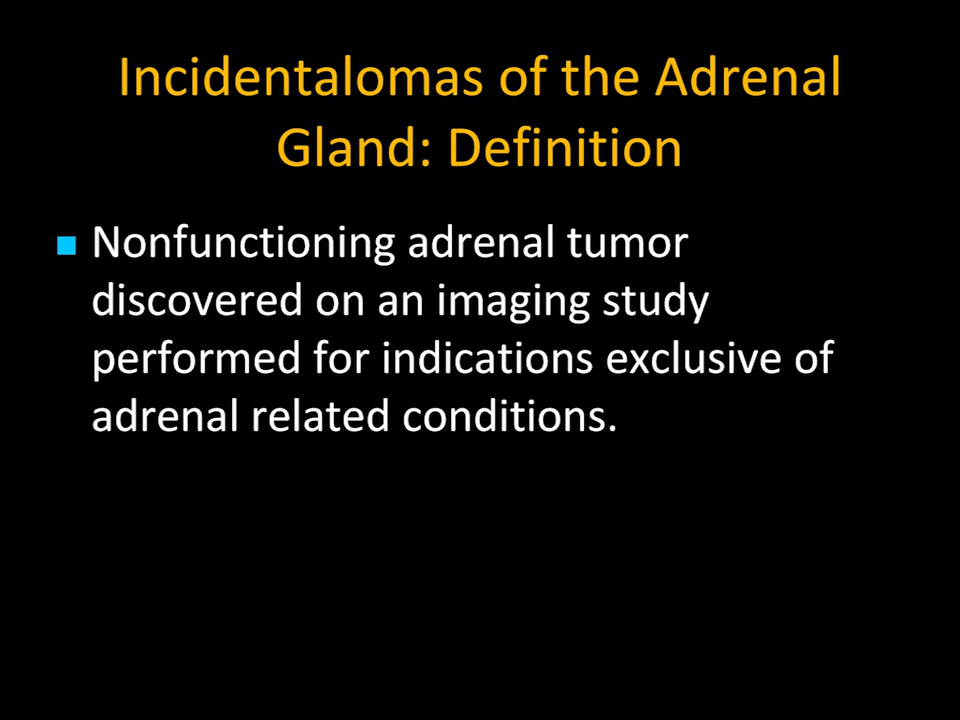 Incidentalomas of the Adrenal
Gland: Definition
Nonfunctioning adrenal tumor
discovered on an imaging study
performed for indications exclusive of
adrenal related conditions.